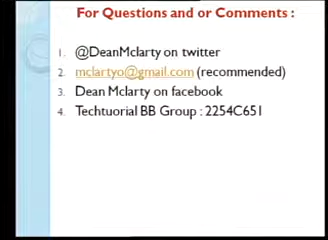 For Questions and or Comments :
1. @DeanMclarty on twitter
2. mclartyo@gmail.com (recommended)
3. Dean Mclarty on facebook
4. Techtuorial BB Group : 2254C651